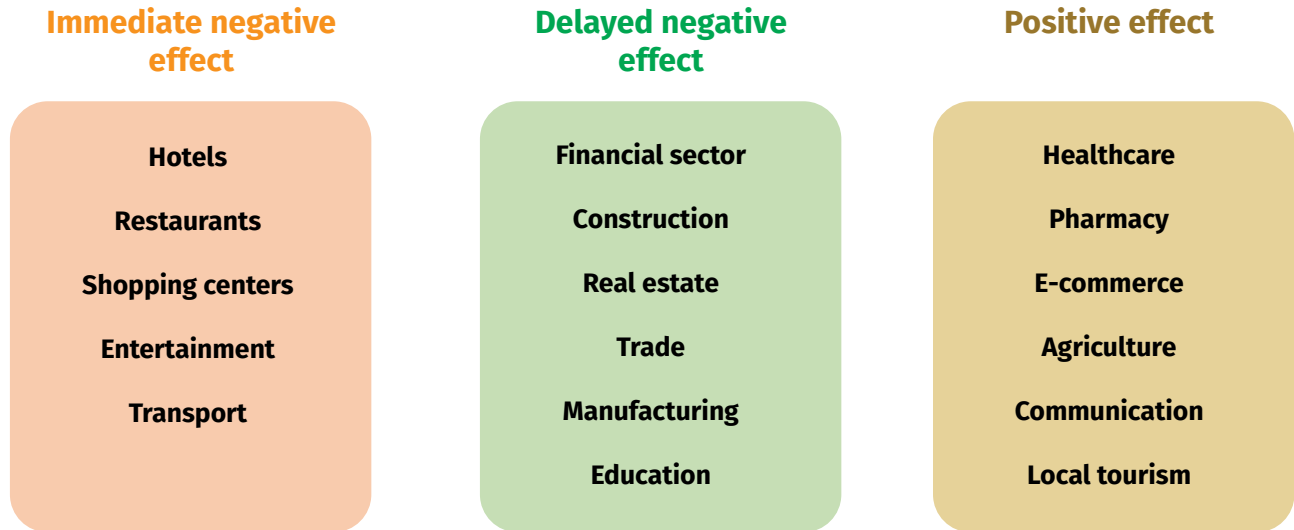 Immediate negative
effect
Hotels
Restaurants
Shopping centers
Entertainment
Transport
Delayed negative
effect
Financial sector
Construction
Real estate
Trade
Manufacturing
Education
Positive effect
Healthcare
Pharmacy
E-commerce
Agriculture
Communication
Local tourism